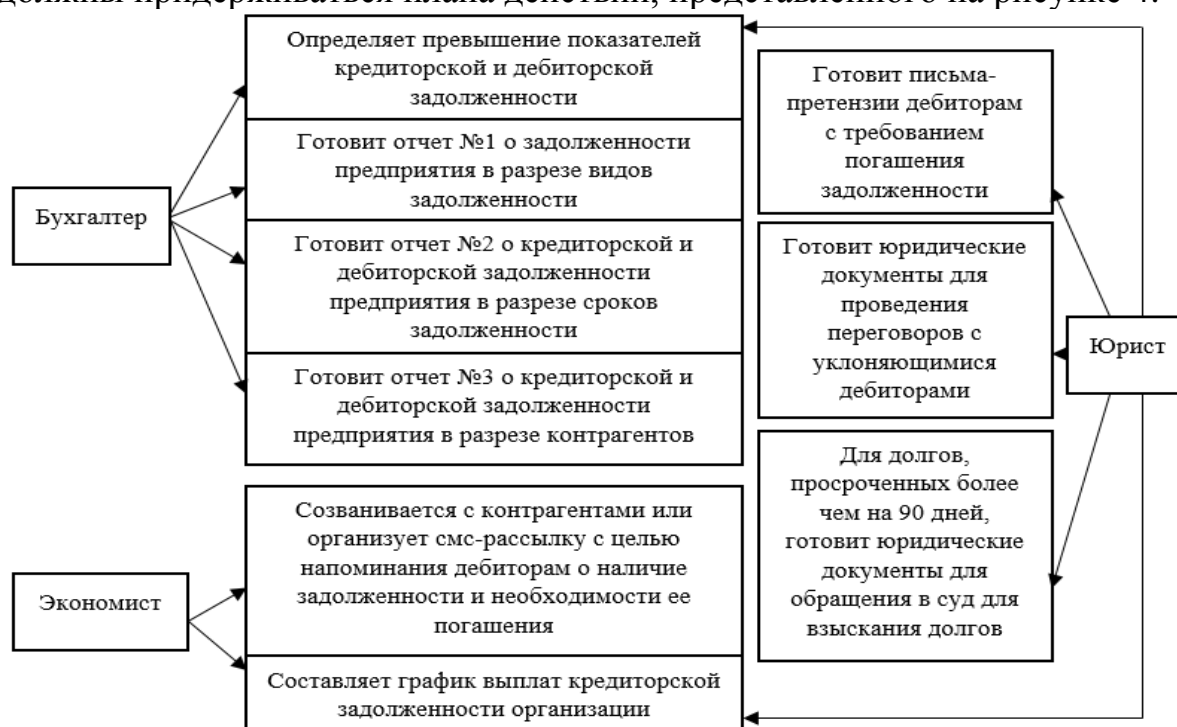 должны придерживаться плана действий, представленного на рисунке 4.
Определяет превышение показателей
кредиторской и дебиторской
задолженности
Готовит отчет №1 о задолженности
предприятия в разрезе видов
задолженности
Бухгалтер
Готовит отчет №2 о кредиторской и
дебиторской задолженности
предприятия в разрезе сроков
задолженности
Готовит отчет №3 о кредиторской и
дебиторской задолженности
предприятия в разрезе контрагентов
Созванивается с контрагентами или
организует смс-рассылку с целью
напоминания дебиторам о наличие
задолженности и необходимости ее
погашения
Экономист
Составляет график выплат кредиторской
задолженности организации
Готовит письма-
претензии дебиторам
с требованием
погашения
задолженности
Готовит юридические
документы для
проведения
переговоров с
уклоняющимися
дебиторами
Юрист
Для долгов,
просроченных более
чем на 90 дней,
готовит юридические
документы для
обращения в суд для
взыскания долгов